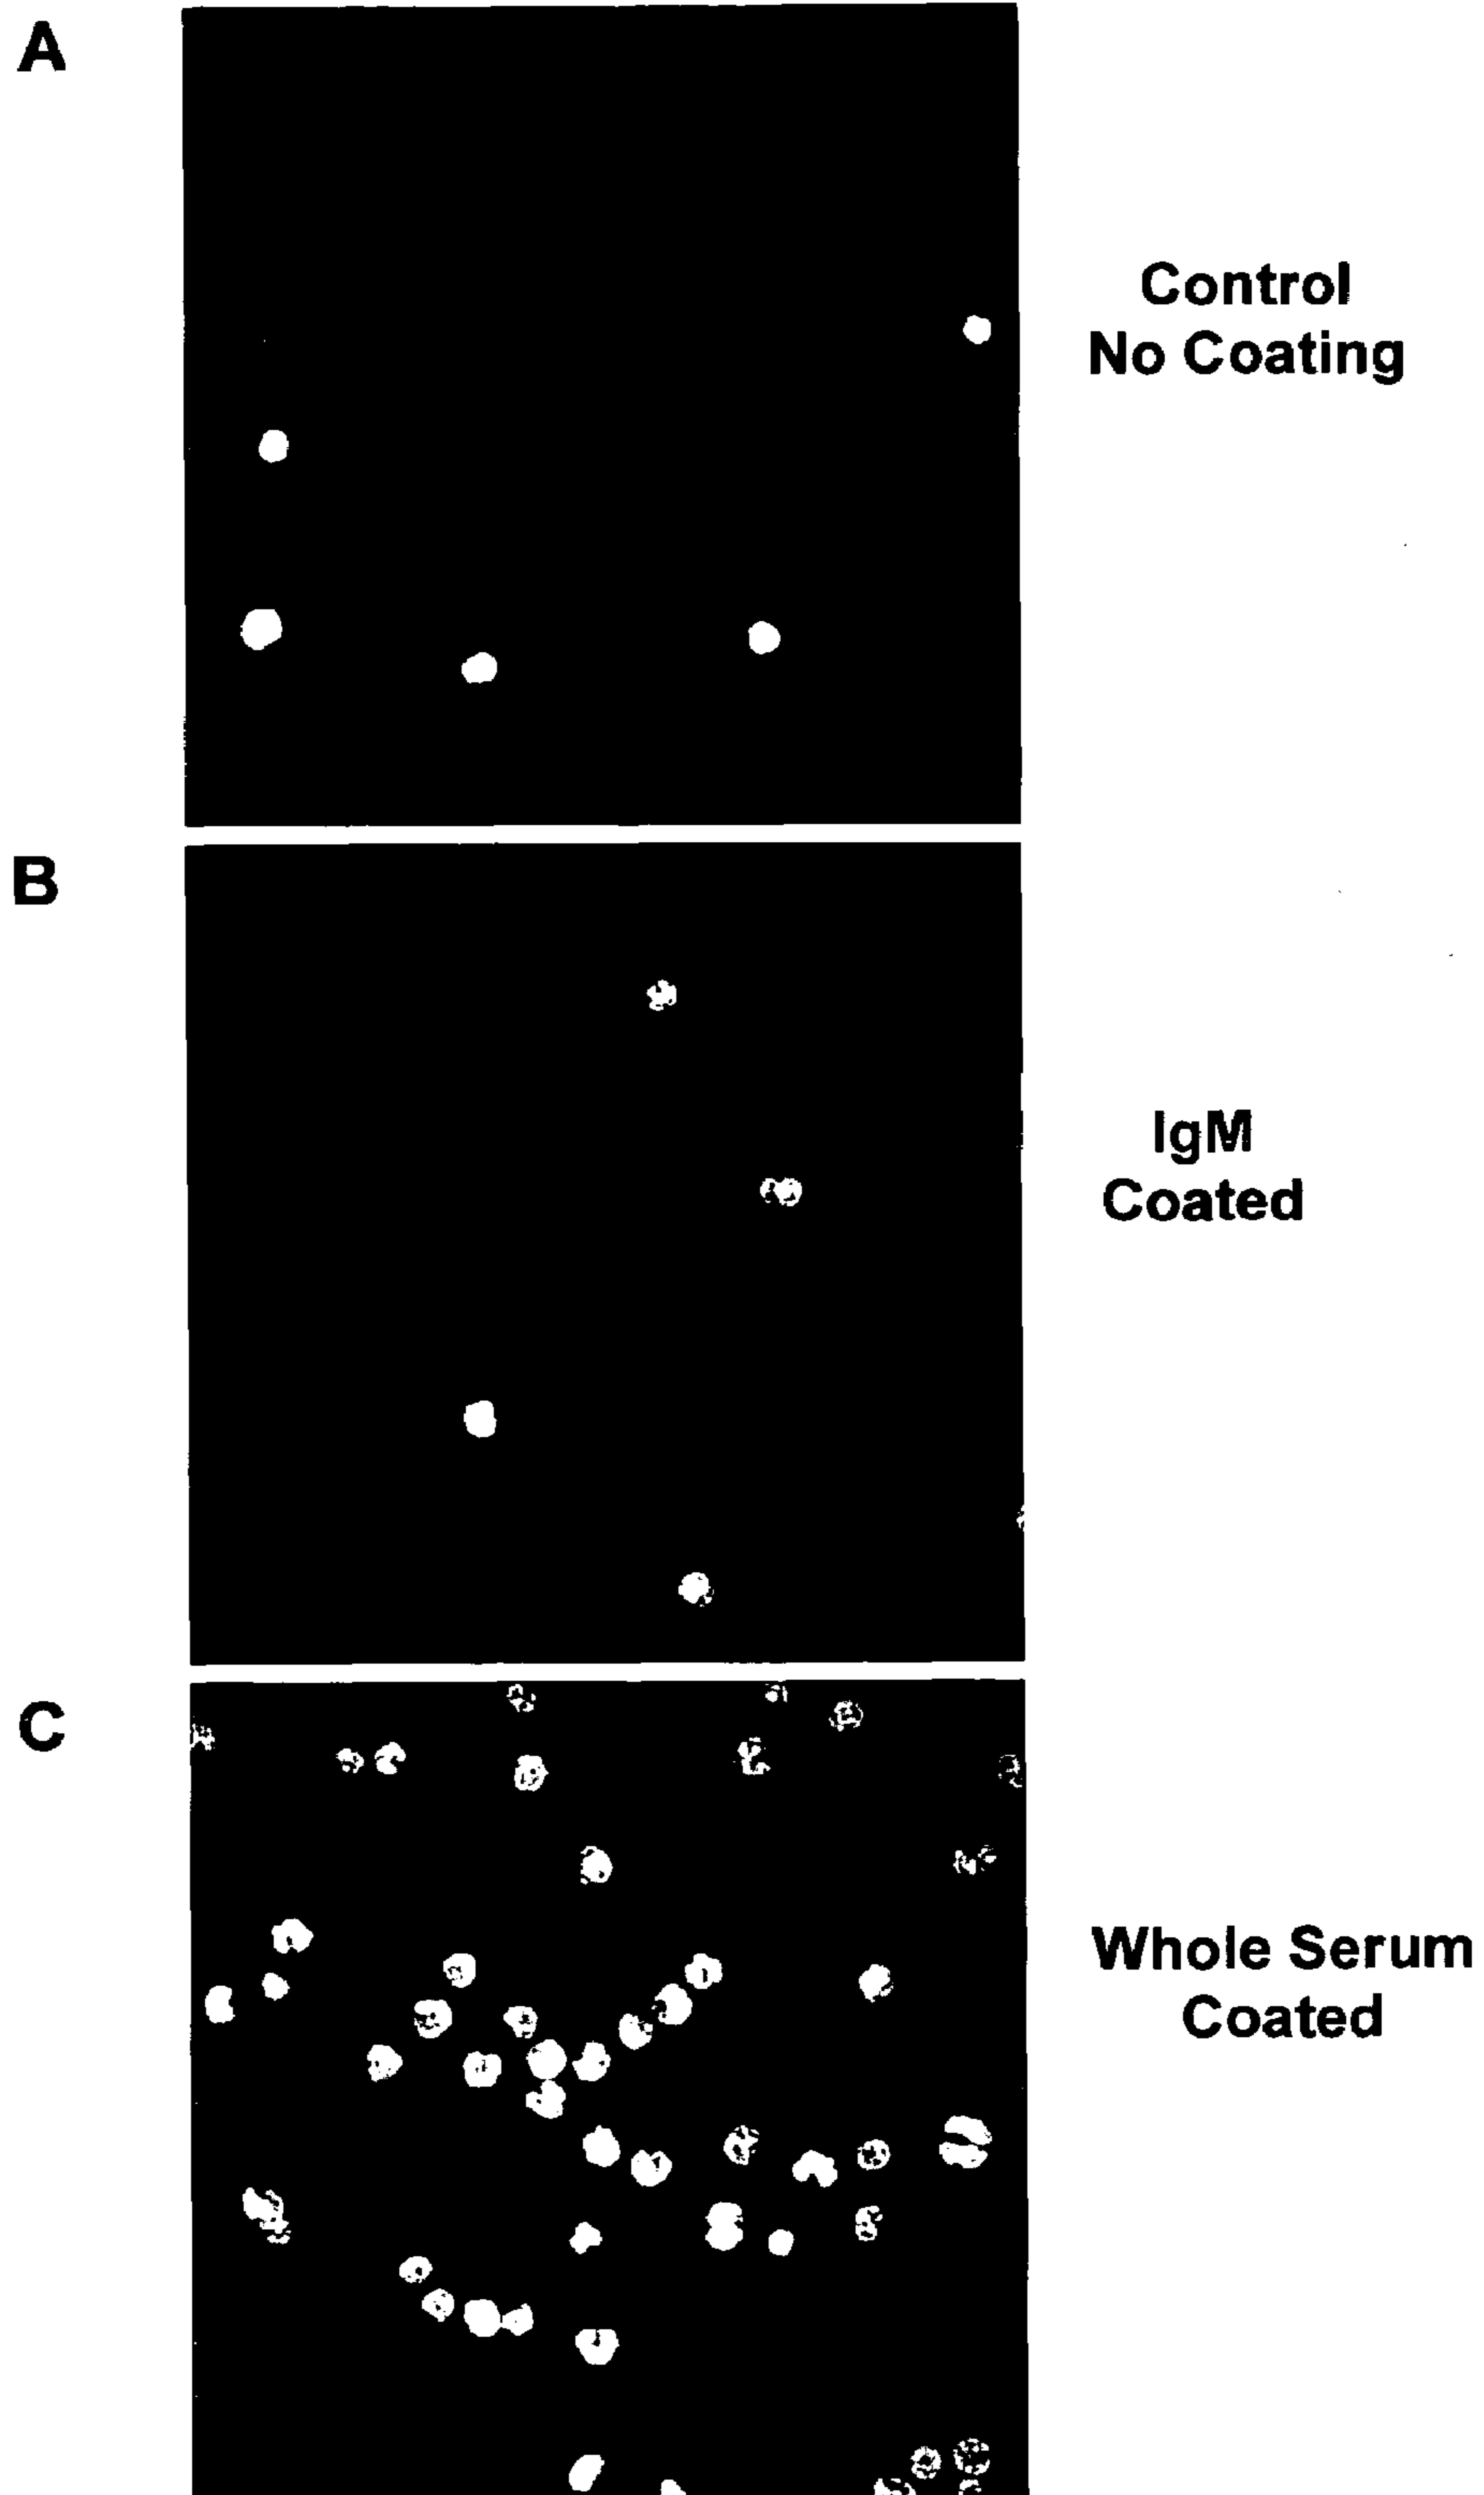 A
Control
No Coating
B
IgM
Coated
C
Whole Serum
Coated